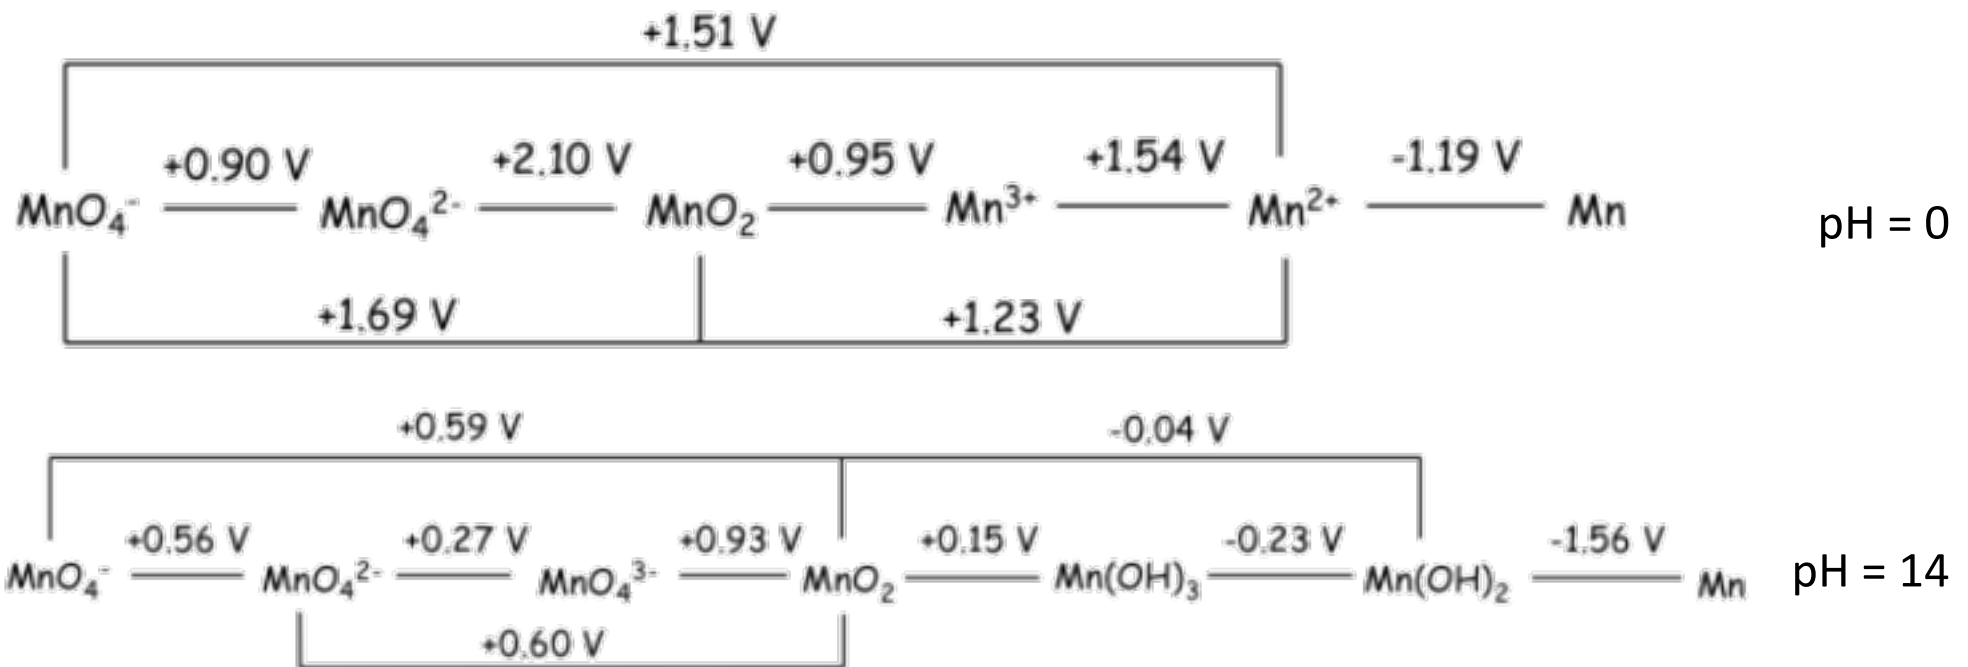 +1.51 V
+0.90 V +2.10 V +0.95 V +1.54 V -1.19 V
MnO₄⁻ MnO₄²⁻ MnO₂ Mn³⁺ Mn²⁺ Mn pH = 0
+1.69 V +1.23 V
+0.59 V -0.04 V
+0.56 V +0.27 V +0.93 V +0.15 V -0.23 V -1.56 V
MnO₄⁻ MnO₄²⁻ MnO₄³⁻ MnO₂ Mn(OH)₃ Mn(OH)₂ Mn pH = 14
+0.60 V